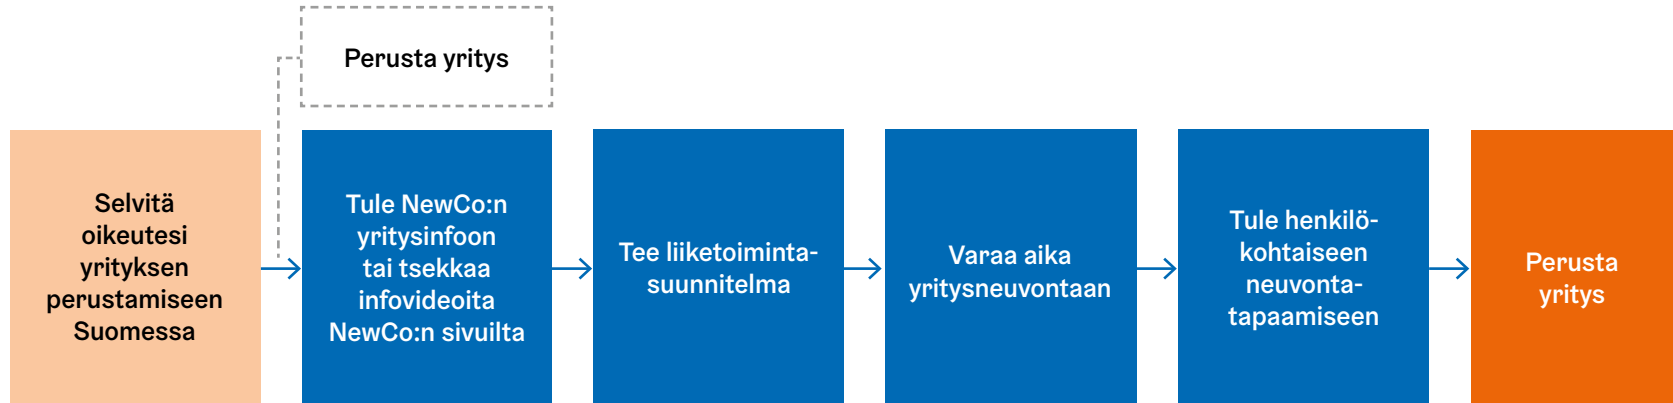 Perusta yritys
Selvitä
oikeutesi
yrityksen
perustamiseen
Suomessa
Tule NewCo:n
yritysinfoon
tai tsekkaa
infovideoita
NewCo:n sivuilta
Tee liiketoiminta-
suunnitelma
Varaa aika
yritysneuvontaan
Tule henkilö-
kohtaiseen
neuvonta-
tapaamiseen
Perusta
yritys